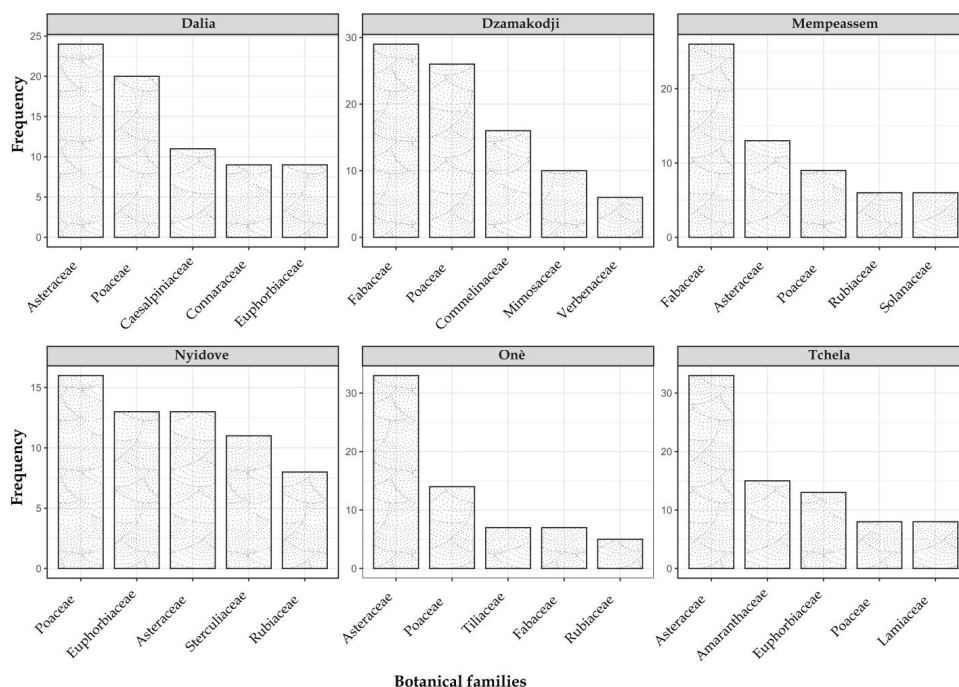 Dalia
Dzamakodji
Mempeassem
Frequency
25
20
15
10
5
0
30
20
10
0
20
10
0
Asteraceae
Poaceae
Caesalpiniaceae
Connaraceae
Euphorbiaceae
Fabaceae
Poaceae
Commelinaceae
Mimosaceae
Verbenaceae
Fabaceae
Asteraceae
Poaceae
Rubiaceae
Solanaceae
Nyidove
Onè
Tchela
Frequency
15
10
5
0
30
20
10
0
30
20
10
0
Poaceae
Euphorbiaceae
Asteraceae
Sterculiaceae
Rubiaceae
Asteraceae
Poaceae
Tiliaceae
Fabaceae
Rubiaceae
Asteraceae
Amaranthaceae
Euphorbiaceae
Poaceae
Lamiaceae
Botanical families